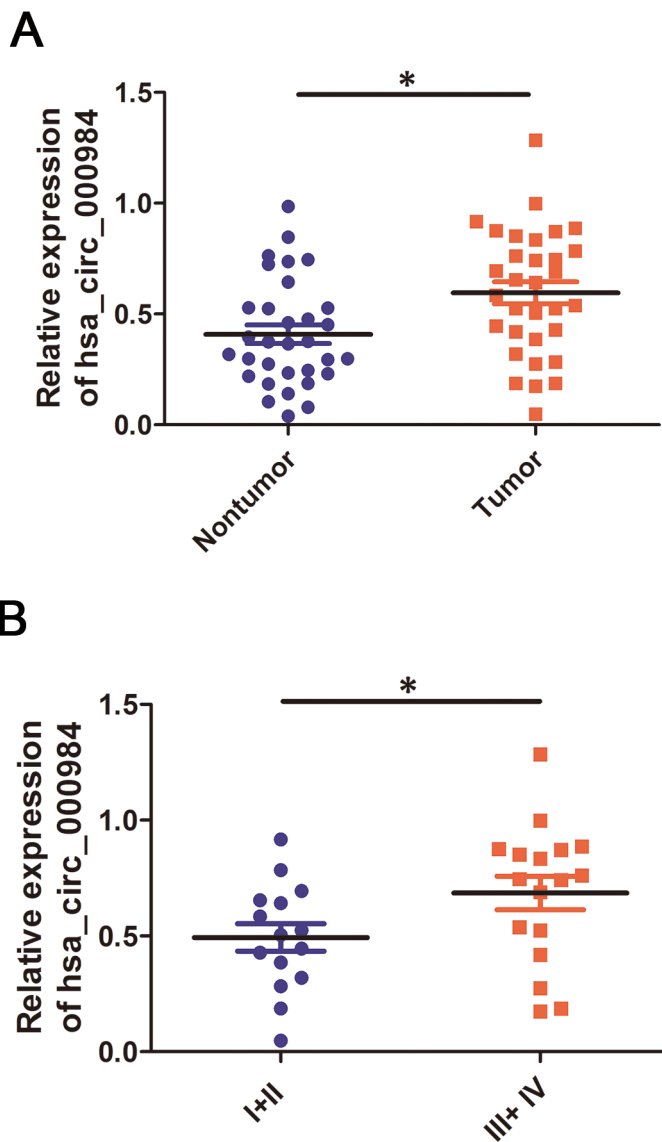 A
*
1.5
1.0
0.5
0.0
Relative expression
of hsa_circ_000984
Nontumor
Tumor
B
*
1.5
1.0
0.5
0.0
Relative expression
of hsa_circ_000984
I+II
III+ IV